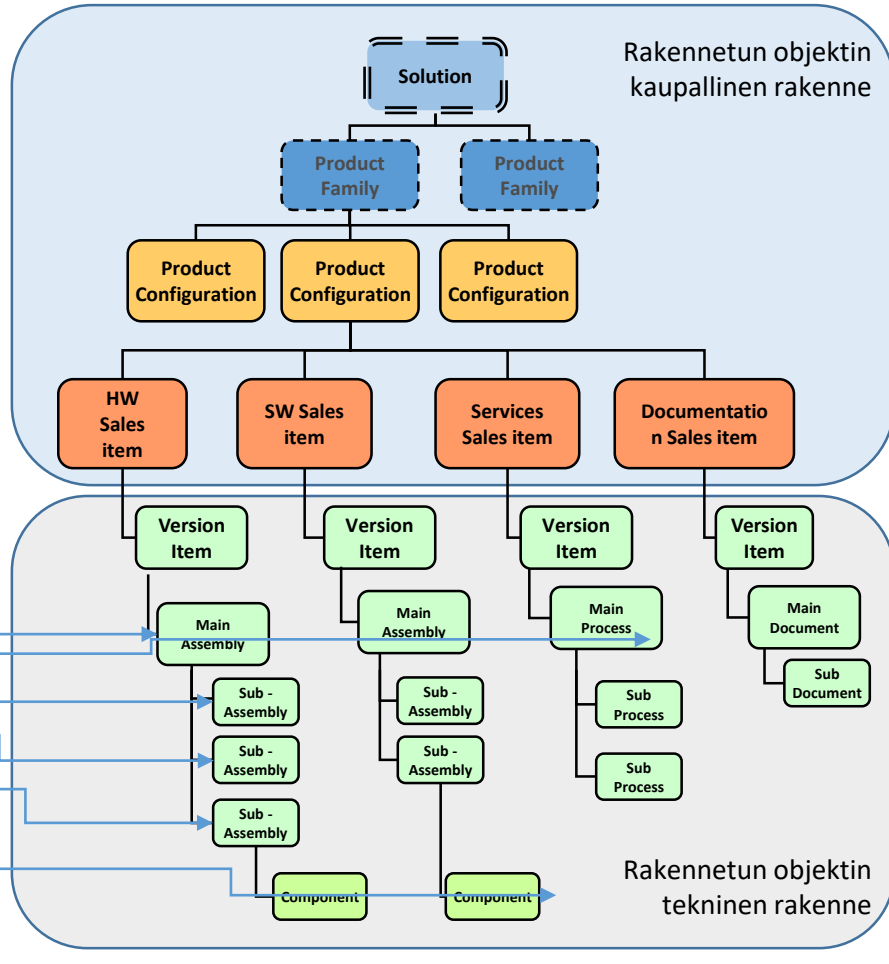 Rakennetun objektin
kaupallinen rakenne
Solution
Product
Family
Product
Family
Product
Configuration
Product
Configuration
Product
Configuration
HW
Sales
item
SW Sales
item
Services
Sales item
Documentatio
n Sales item
Version
Item
Version
Item
Version
Item
Version
Item
Main
Assembly
Main
Assembly
Main
Process
Main
Document
Sub -
Assembly
Sub -
Assembly
Sub
Process
Sub
Document
Sub -
Assembly
Sub -
Assembly
Sub
Process
Sub -
Assembly
Component
Component
Rakennetun objektin
tekninen rakenne